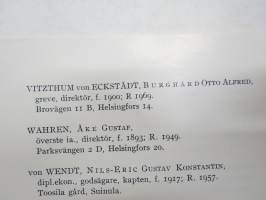 VITZTHUM von ECKSTÄDT, BURGHARD OTTO ALFRED,
greve, direktör, f. 1900; R 1969.
Brovägen 11 B, Helsingfors 14.
WAHREN, ÅKE GUSTAF,
överste ia., direktör, f. 1893; R. 1949.
Parksvängen 2 D, Helsingfors 20.
von WENDT, NILS-ERIC GUSTAV KONSTANTIN,
dipl.ekon., godsägare, kapten, f. 1917; R. 1957.
Toosila gård, Suinula.